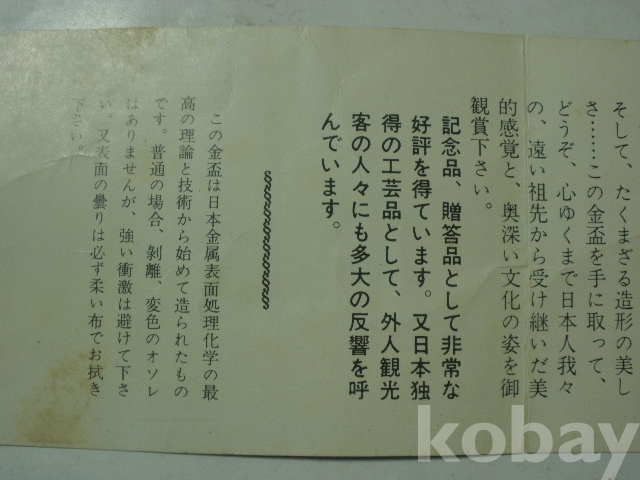 そして、たくまざる造形の美し
さ……この金盃を手に取って、
どうぞ、心ゆくまで日本人我々
の、遠い祖先から受け継いだ美
的感覚と、奥深い文化の姿を御
観賞下さい。
記念品、贈答品として非常な
好評を得ています。又日本独
得の工芸品として、外人観光
客の人々にも多大の反響を呼
んでいます。
§§§§§§§§§§§§
この金盃は日本金属表面処理化学の最
高の理論と技術から始めて造られたもの
です。普通の場合、剝離、変色のオソレ
はありませんが、強い衝激は避けて下さ
い。又表面の曇りは必ず柔い布でお拭き
下さい。
kobay